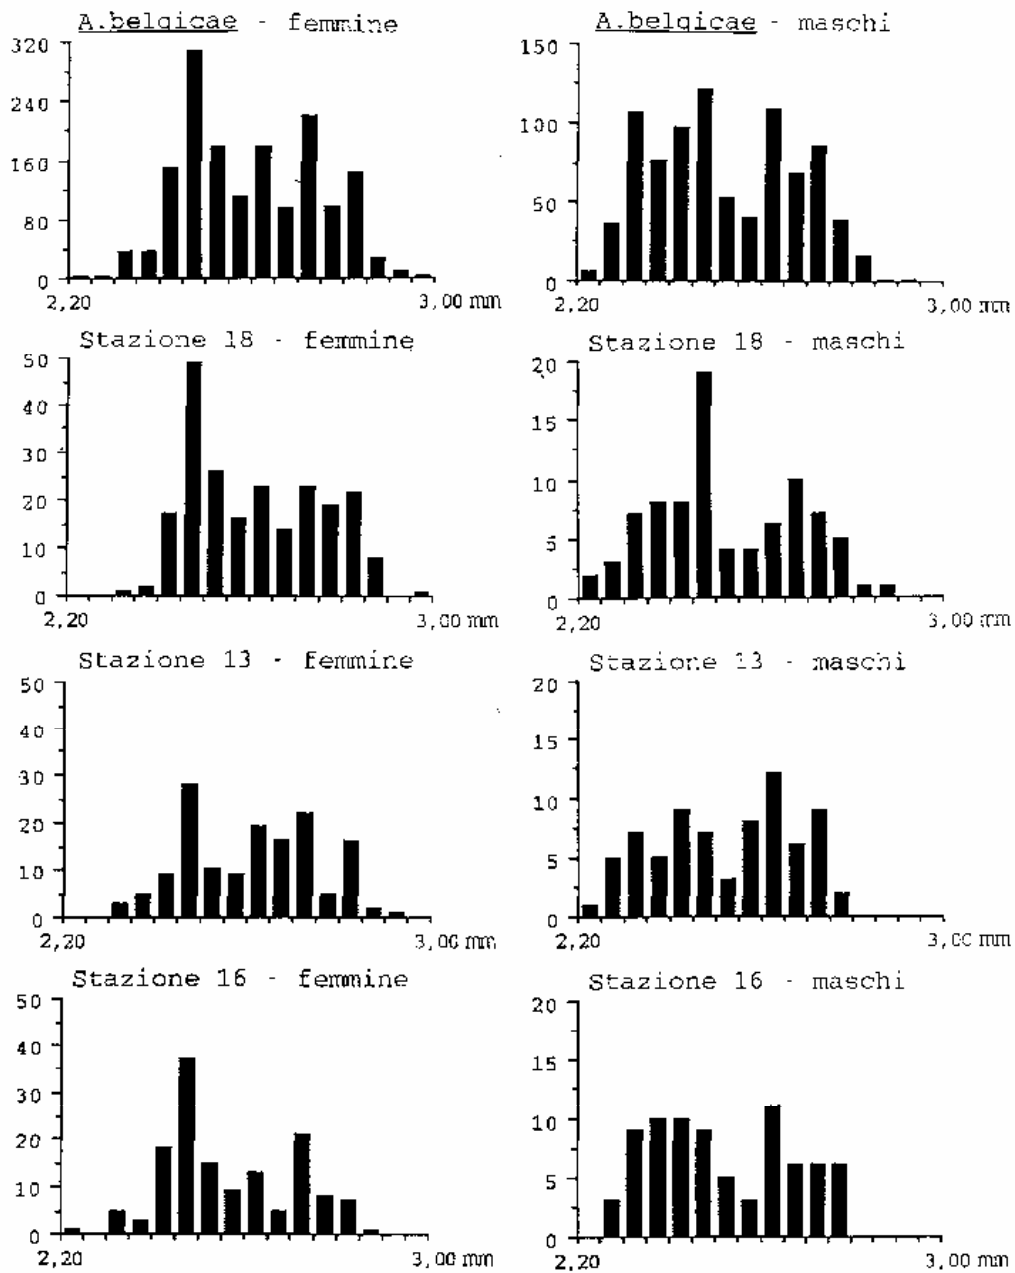 A.belgicae - femmine
320
240
160
80
0
2,20 3,00 mm
A.belgicae - maschi
150
100
50
0
2,20 3,00 mm
Stazione 18 - femmine
50
40
30
20
10
0
2,20 3,00 mm
Stazione 18 - maschi
20
15
10
5
0
2,20 3,00 mm
Stazione 13 - femmine
50
40
30
20
10
0
2,20 3,00 mm
Stazione 13 - maschi
20
15
10
5
0
2,20 3,00 mm
Stazione 16 - femmine
50
40
30
20
10
0
2,20 3,00 mm
Stazione 16 - maschi
20
15
10
5
0
2,20 3,00 mm